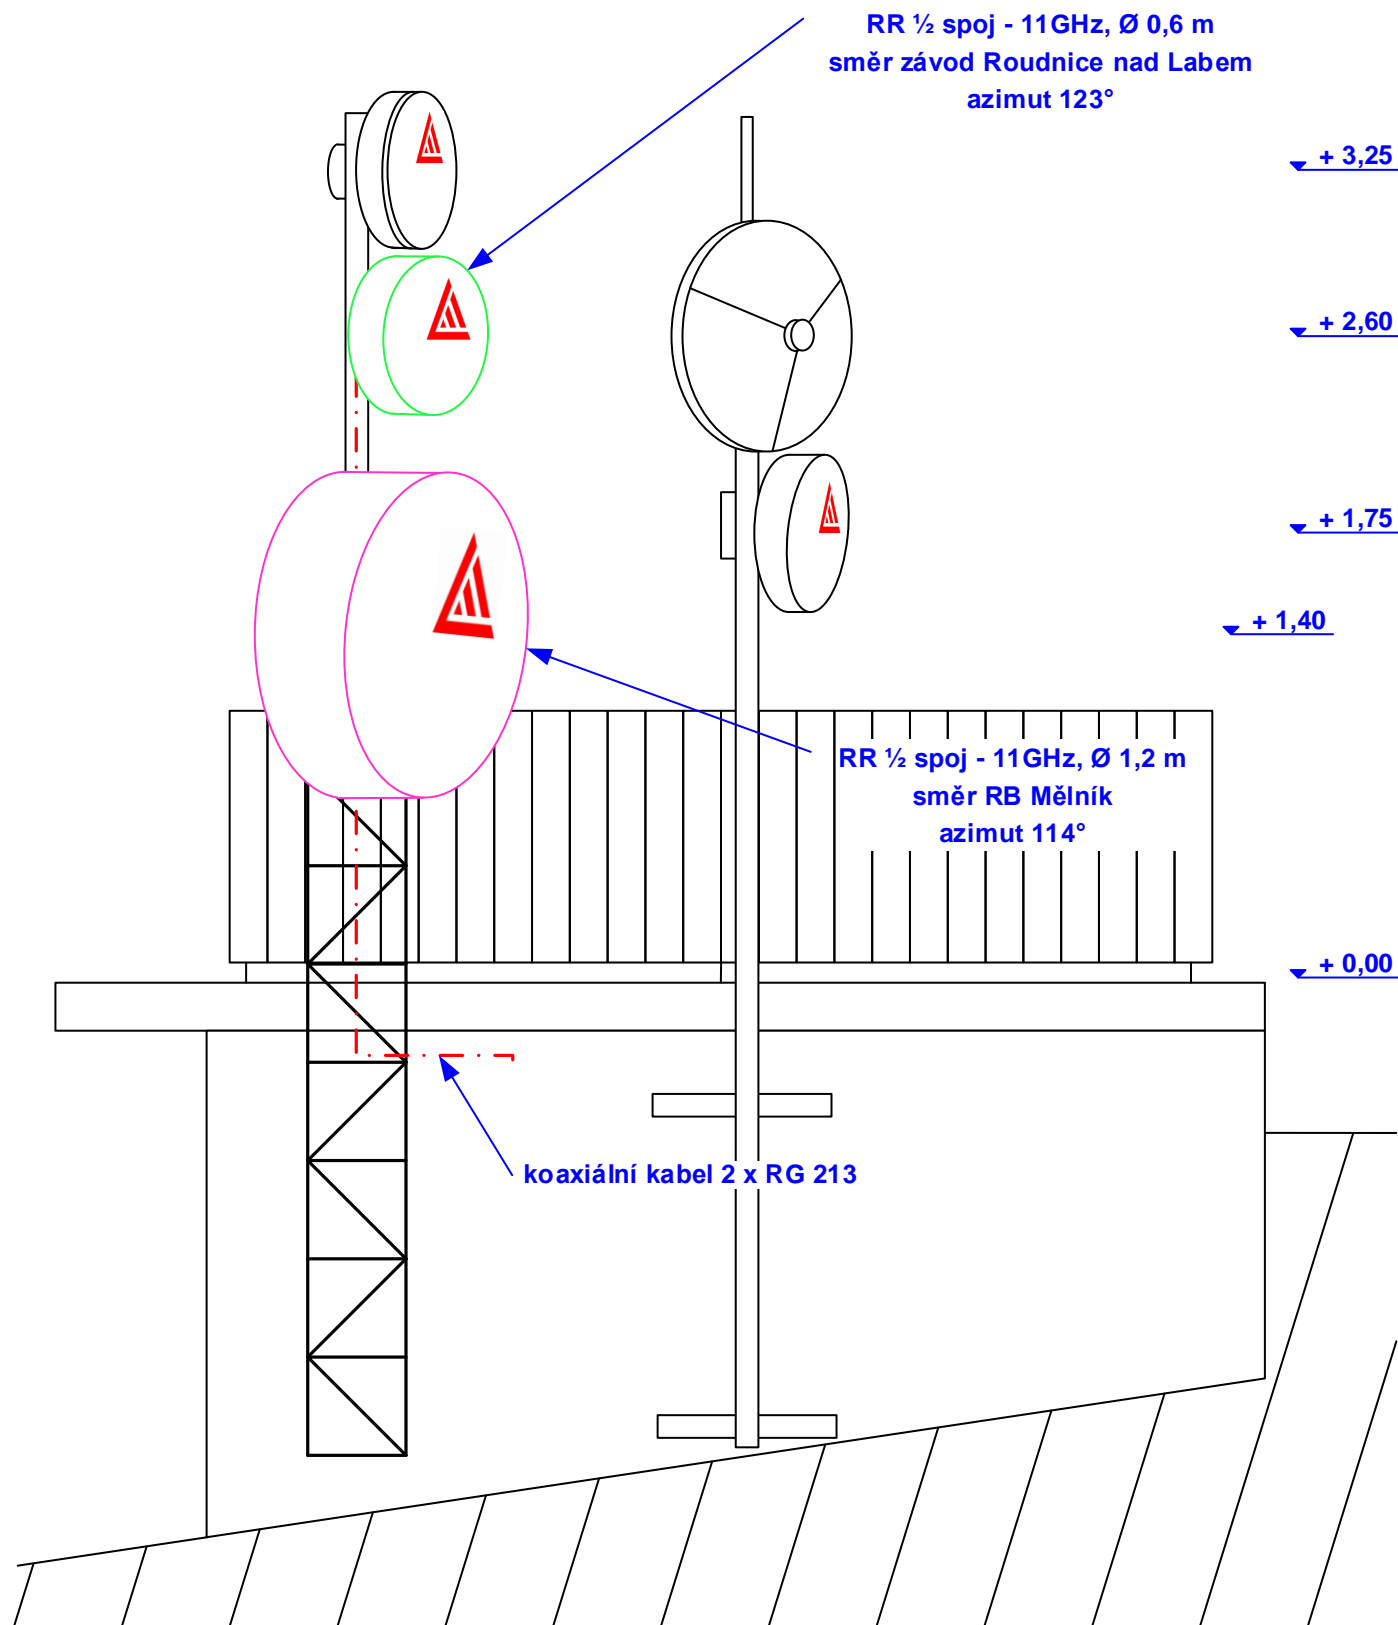 RR ½ spoj - 11GHz, Ø 0,6 m
směr závod Roudnice nad Labem
azimut 123°
+ 3,25
+ 2,60
+ 1,75
+ 1,40
RR ½ spoj - 11GHz, Ø 1,2 m
směr RB Mělník
azimut 114°
+ 0,00
koaxiální kabel 2 x RG 213